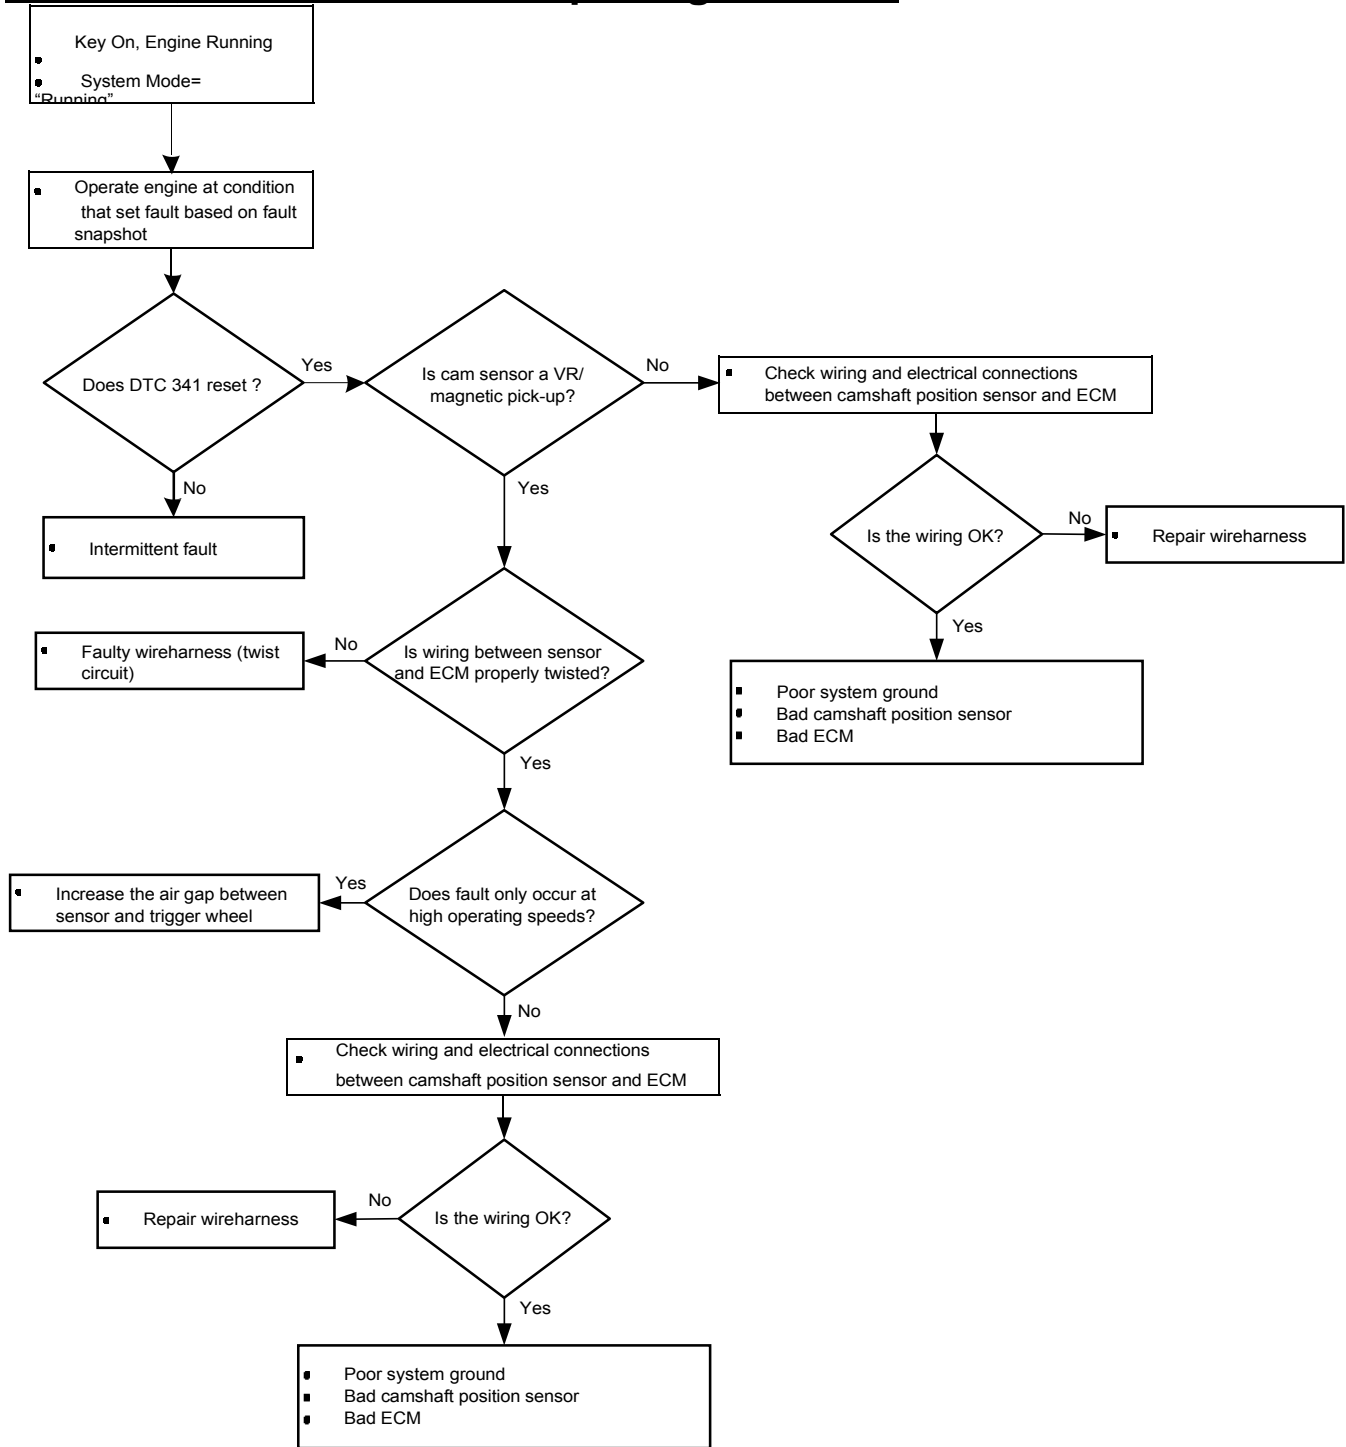 Key On, Engine Running
System Mode=
“Running”
Operate engine at condition
that set fault based on fault
snapshot
Does DTC 341 reset ?
Yes
No
Intermittent fault
Is cam sensor a VR/
magnetic pick-up?
No
Yes
Check wiring and electrical connections
between camshaft position sensor and ECM
Is the wiring OK?
No
Repair wireharness
Yes
Poor system ground
Bad camshaft position sensor
Bad ECM
Is wiring between sensor
and ECM properly twisted?
No
Faulty wireharness (twist
circuit)
Yes
Does fault only occur at
high operating speeds?
Yes
Increase the air gap between
sensor and trigger wheel
No
Check wiring and electrical connections
between camshaft position sensor and ECM
Is the wiring OK?
No
Repair wireharness
Yes
Poor system ground
Bad camshaft position sensor
Bad ECM